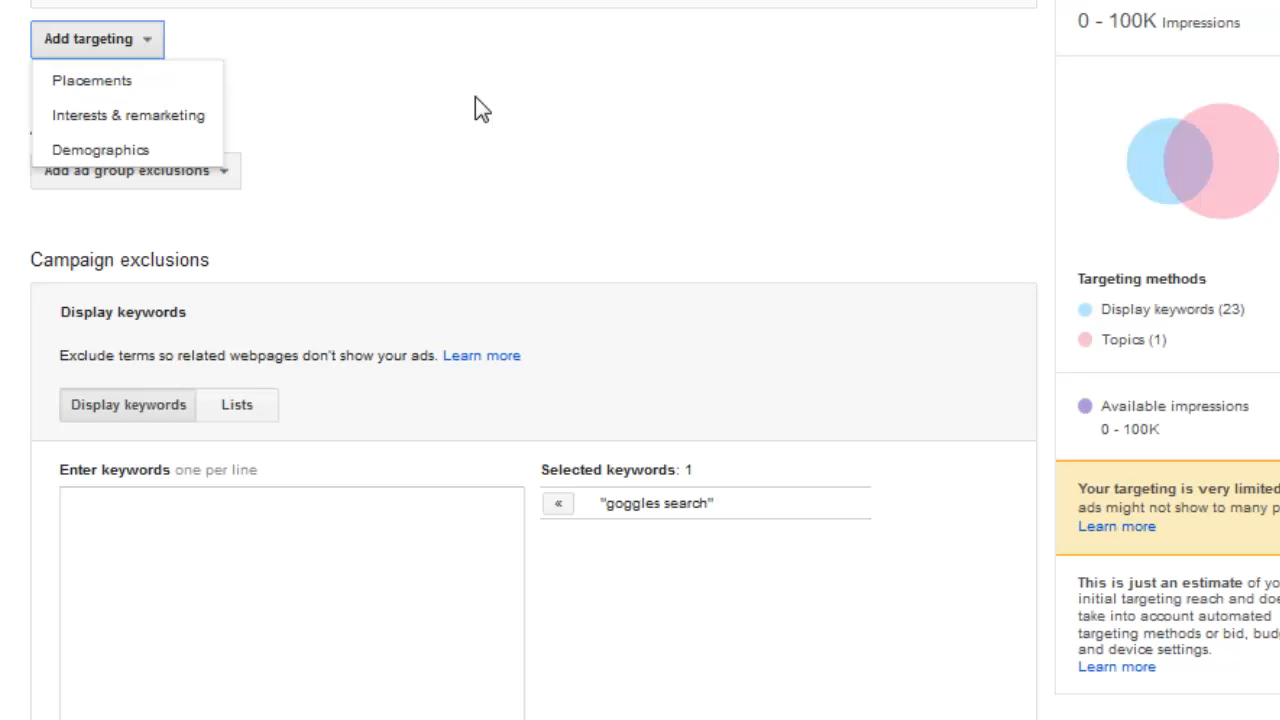 Add targeting
Placements
Interests & remarketing
Demographics
Add ad group exclusions
Campaign exclusions
Display keywords
Exclude terms so related webpages don't show your ads. Learn more
Display keywords
Lists
Enter keywords one per line
Selected keywords: 1
«
"goggles search"
0 - 100K Impressions
Targeting methods
Display keywords (23)
Topics (1)
Available impressions
0 - 100K
Your targeting is very limited
ads might not show to many p
Learn more
This is just an estimate of yo
initial targeting reach and doe
take into account automated
targeting methods or bid, budg
and device settings.
Learn more